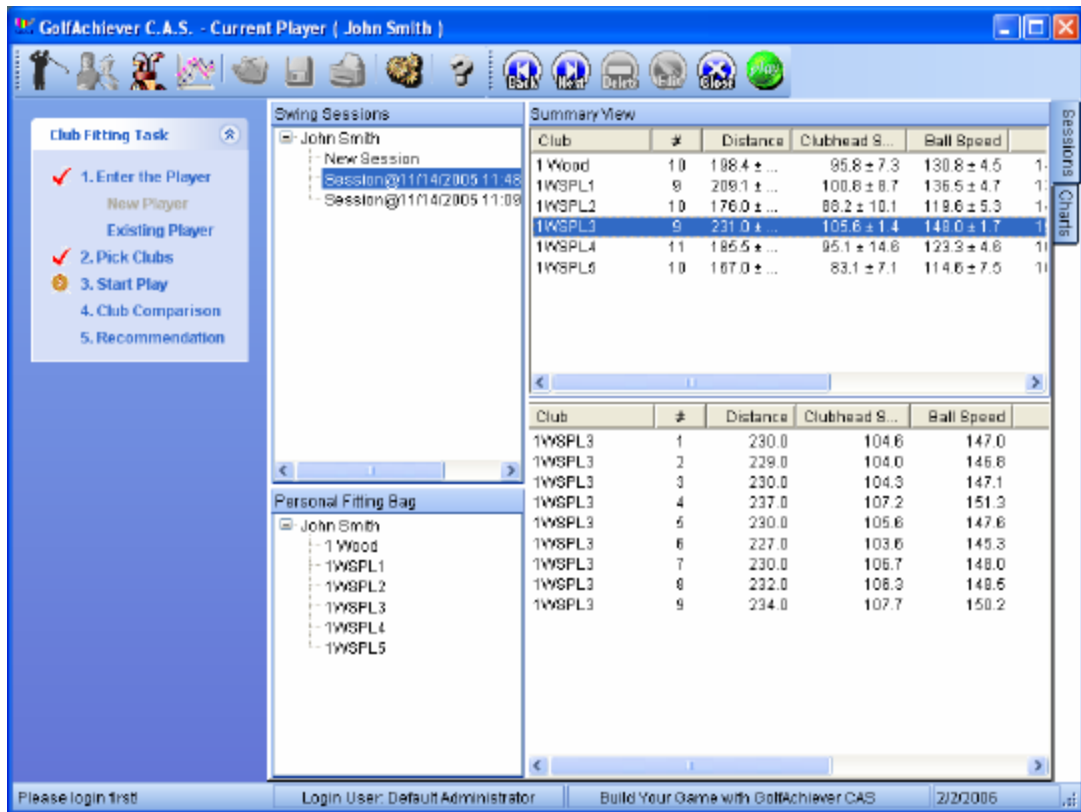 GolfAchiever C.A.S. - Current Player ( John Smith )
Back Next Delete Edit Close play
Club Fitting Task
1. Enter the Player
New Player
Existing Player
2. Pick Clubs
3. Start Play
4. Club Comparison
5. Recommendation
Swing Sessions
John Smith
New Session
Session@11/14/2005 11:48
Session@11/14/2005 11:09
Personal Fitting Bag
John Smith
1 Wood
1WSPL1
1WSPL2
1WSPL3
1WSPL4
1WSPL5
Summary View
Club # Distance Clubhead S... Ball Speed
1 Wood 10 198.4 ± ... 95.8 ± 7.3 130.8 ± 4.5
1WSPL1 9 209.1 ± ... 100.8 ± 8.7 136.5 ± 4.7
1WSPL2 10 176.0 ± ... 88.2 ± 10.1 119.6 ± 5.3
1WSPL3 9 231.0 ± ... 105.6 ± 1.4 148.0 ± 1.7
1WSPL4 11 185.5 ± ... 95.1 ± 14.6 123.3 ± 4.6
1WSPL5 10 167.0 ± ... 83.1 ± 7.1 114.6 ± 7.5
Club # Distance Clubhead S... Ball Speed
1WSPL3 1 230.0 104.6 147.0
1WSPL3 2 229.0 104.0 146.8
1WSPL3 3 230.0 104.3 147.1
1WSPL3 4 237.0 107.2 151.3
1WSPL3 5 230.0 105.6 147.6
1WSPL3 6 227.0 103.6 145.3
1WSPL3 7 230.0 106.7 148.0
1WSPL3 8 232.0 106.3 148.5
1WSPL3 9 234.0 107.7 150.2
Sessions
Charts
Please login first!
Login User: Default Administrator
Build Your Game with GolfAchiever CAS
2/2/2006